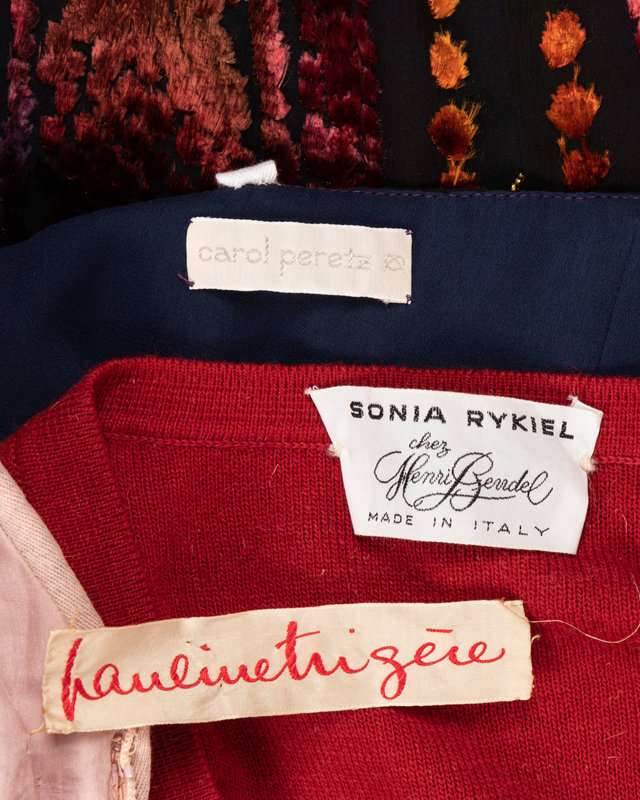 carol peretz
SONIA RYKIEL
chez
Henri Bendel
MADE IN ITALY
paulinetrigère